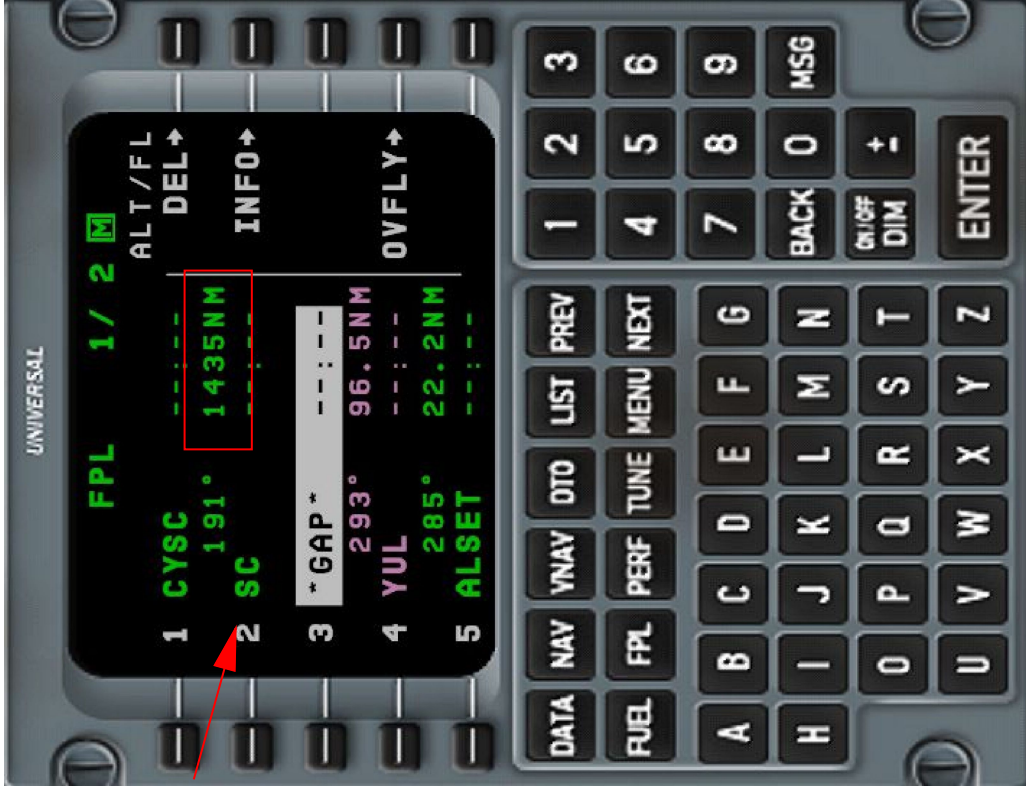 UNIVERSAL
FPL 1/ 2 M
ALT/FL
1 CYSC --:-- DEL→
191° 1435NM
2 SC --:-- INFO→
3 *GAP* --:--
293° 96.5NM
4 YUL --:-- OVFLY→
285° 22.2NM
5 ALSET --:--
DATA NAV VNAV DTO LIST PREV 1 2 3
FUEL FPL PERF TUNE MENU NEXT 4 5 6
A B C D E F G 7 8 9
H I J K L M N BACK 0 MSG
O P Q R S T ON/OFF DIM ±
U V W X Y Z ENTER